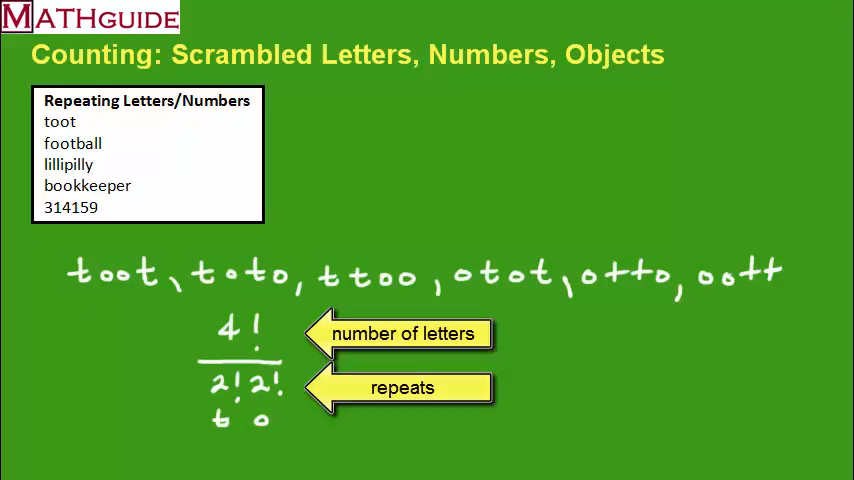 MATHGUIDE
Counting: Scrambled Letters, Numbers, Objects
Repeating Letters/Numbers
toot
football
lillipilly
bookkeeper
314159
toot, toto, ttoo, otot, otto, oott
4!
number of letters
2! 2!
repeats
t o